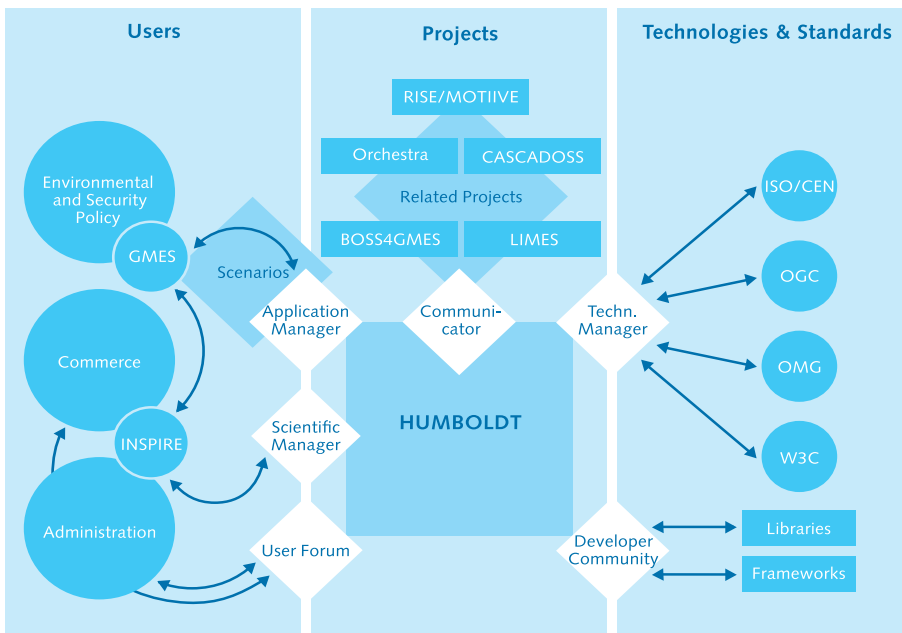 Users
Projects
Technologies & Standards
Environmental
and Security
Policy
GMES
Scenarios
Commerce
INSPIRE
Administration
Application
Manager
Scientific
Manager
User Forum
RISE/MOTIIVE
Orchestra
CASCADOSS
Related Projects
BOSS4GMES
LIMES
Communi-
cator
HUMBOLDT
Techn.
Manager
Developer
Community
ISO/CEN
OGC
OMG
W3C
Libraries
Frameworks